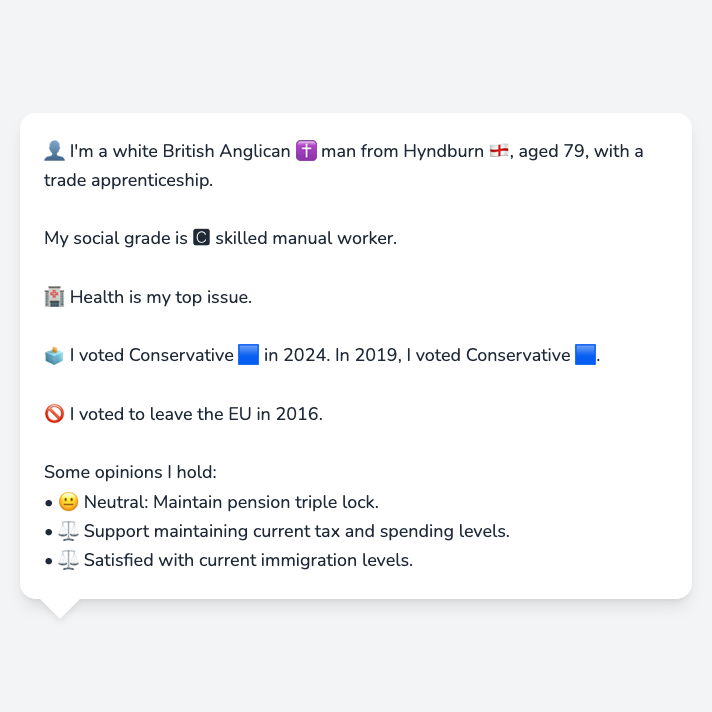 👤 I'm a white British Anglican ✝️ man from Hyndburn 🏴󠁧󠁢󠁥󠁮󠁧󠁿, aged 79, with a
trade apprenticeship.
My social grade is 🅲 skilled manual worker.
🏥 Health is my top issue.
🗳️ I voted Conservative 🟦 in 2024. In 2019, I voted Conservative 🟦.
🚫 I voted to leave the EU in 2016.
Some opinions I hold:
• 😐 Neutral: Maintain pension triple lock.
• ⚖️ Support maintaining current tax and spending levels.
• ⚖️ Satisfied with current immigration levels.